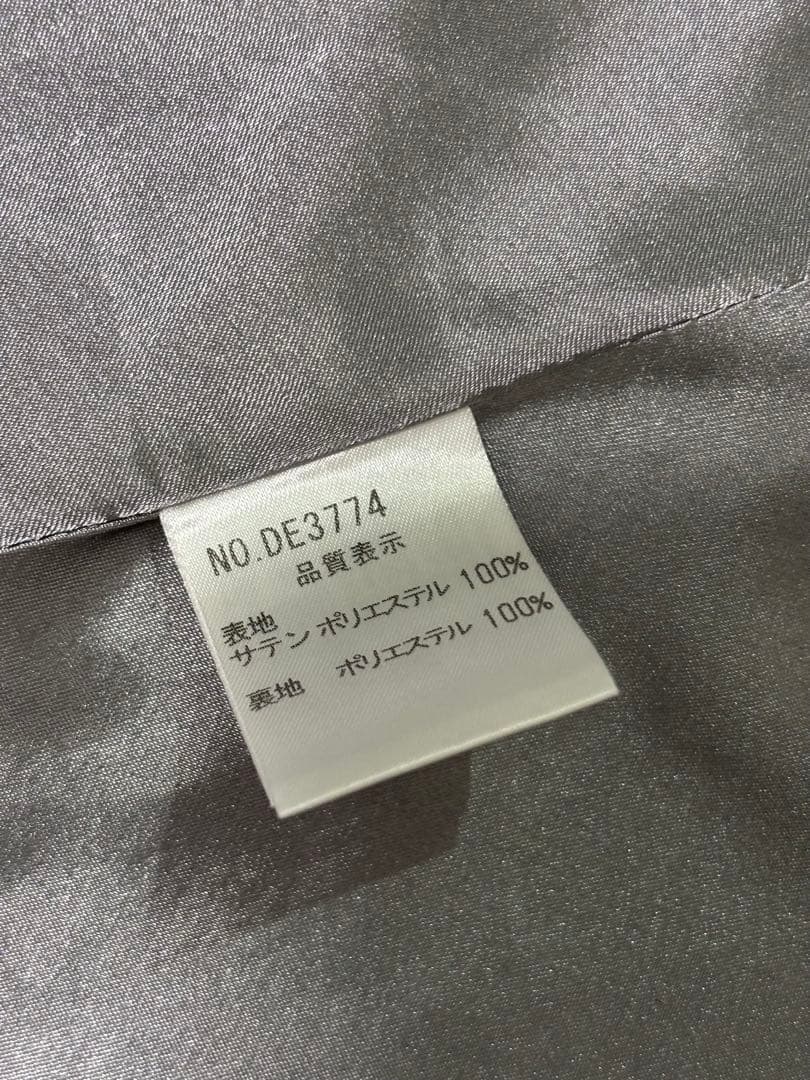 NO.DE3774
品質表示
表地
サテン ポリエステル 100%
裏地 ポリエステル 100%